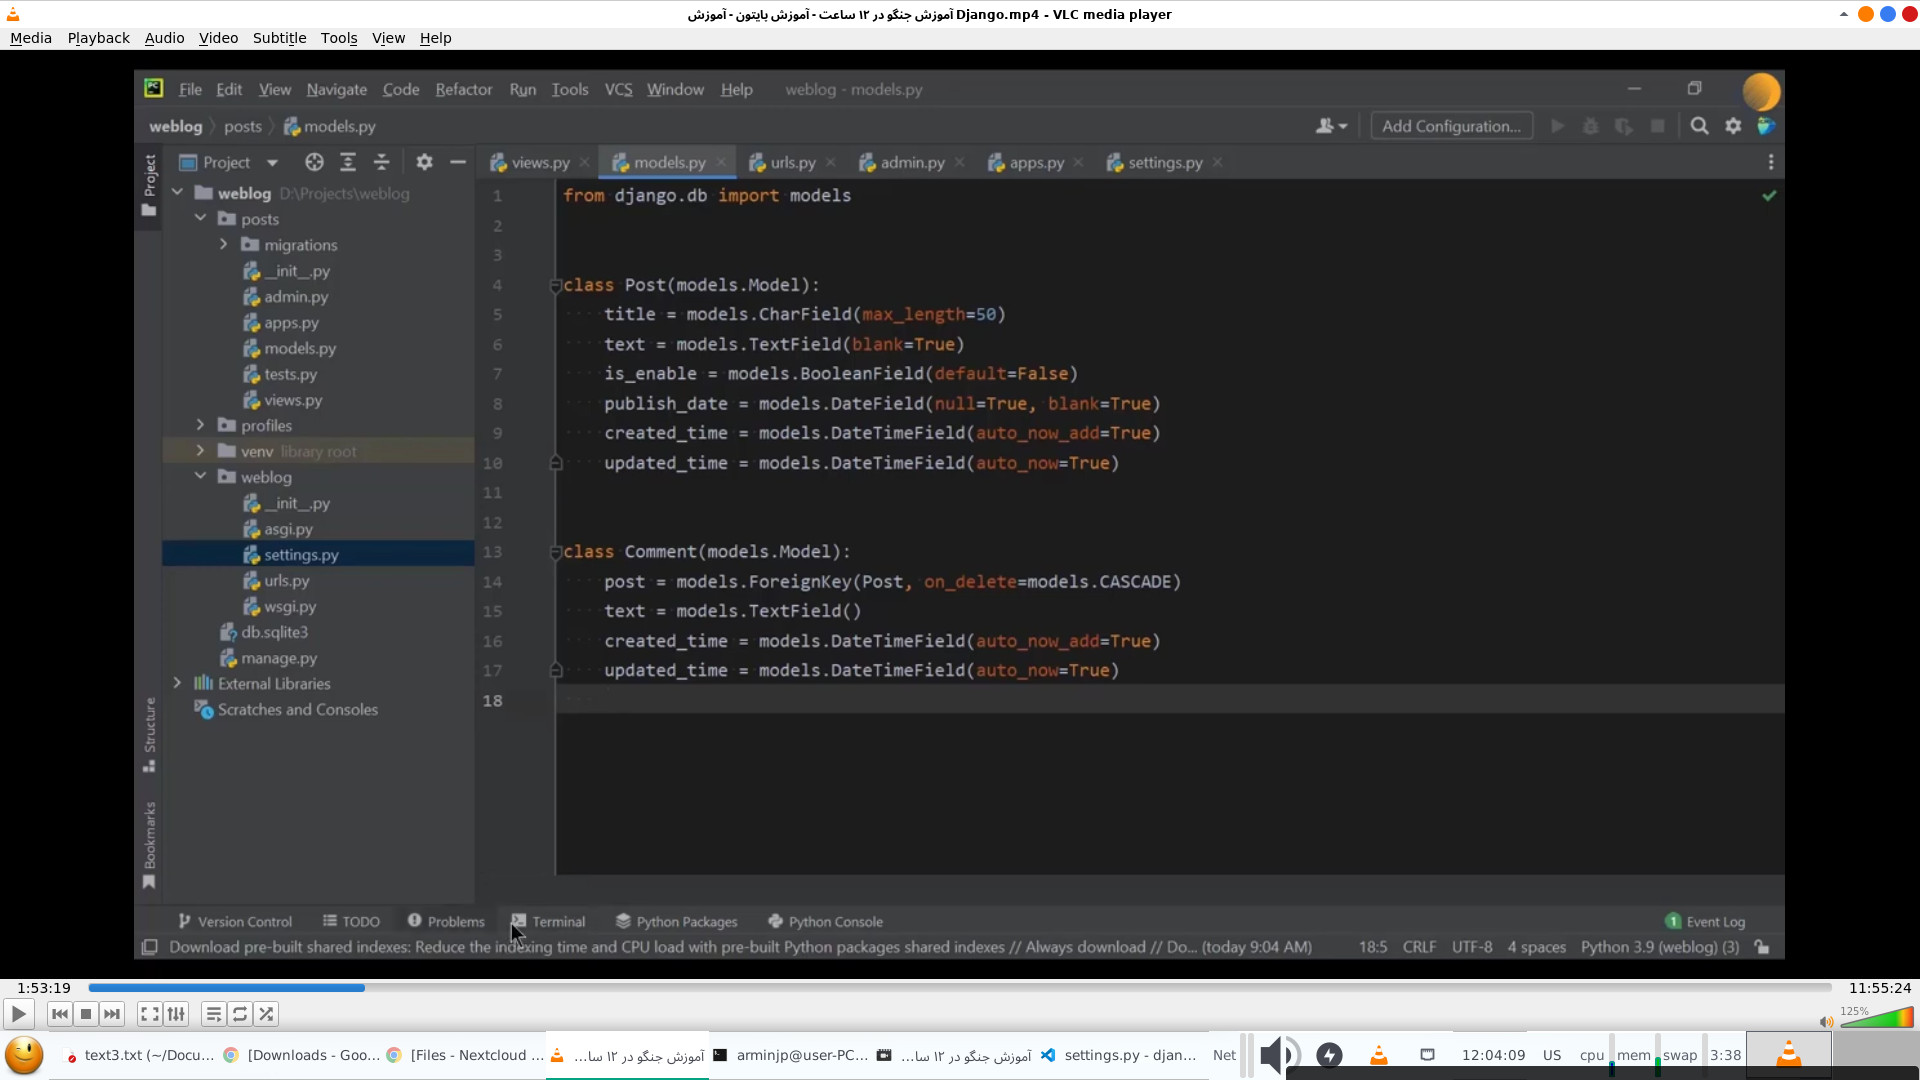 آموزش جنگو در ۱۲ ساعت - آموزش پایتون - آموزش Django.mp4 - VLC media player
Media Playback Audio Video Subtitle Tools View Help
PC File Edit View Navigate Code Refactor Run Tools VCS Window Help weblog - models.py
weblog posts models.py Add Configuration...
Project Project views.py models.py urls.py admin.py apps.py settings.py
weblog D:\Projects\weblog
posts
migrations
__init__.py
admin.py
apps.py
models.py
tests.py
views.py
profiles
venv library root
weblog
__init__.py
asgi.py
settings.py
urls.py
wsgi.py
db.sqlite3
manage.py
External Libraries
Scratches and Consoles
Structure
Bookmarks
1 from django.db import models
2
3
4 class Post(models.Model):
5 title = models.CharField(max_length=50)
6 text = models.TextField(blank=True)
7 is_enable = models.BooleanField(default=False)
8 publish_date = models.DateField(null=True, blank=True)
9 created_time = models.DateTimeField(auto_now_add=True)
10 updated_time = models.DateTimeField(auto_now=True)
11
12
13 class Comment(models.Model):
14 post = models.ForeignKey(Post, on_delete=models.CASCADE)
15 text = models.TextField()
16 created_time = models.DateTimeField(auto_now_add=True)
17 updated_time = models.DateTimeField(auto_now=True)
18
Version Control TODO Problems Terminal Python Packages Python Console 1 Event Log
Download pre-built shared indexes: Reduce the indexing time and CPU load with pre-built Python packages shared indexes // Always download // Do... (today 9:04 AM) 18:5 CRLF UTF-8 4 spaces Python 3.9 (weblog) (3)
1:53:19 11:55:24
125%
text3.txt (~/Docu... [Downloads - Goo... [Files - Nextcloud ... آموزش جنگو در ۱۲ سا... arminjp@user-PC... آموزش جنگو در ۱۲ سا... settings.py - djan... Net 12:04:09 US cpu mem swap 3:38